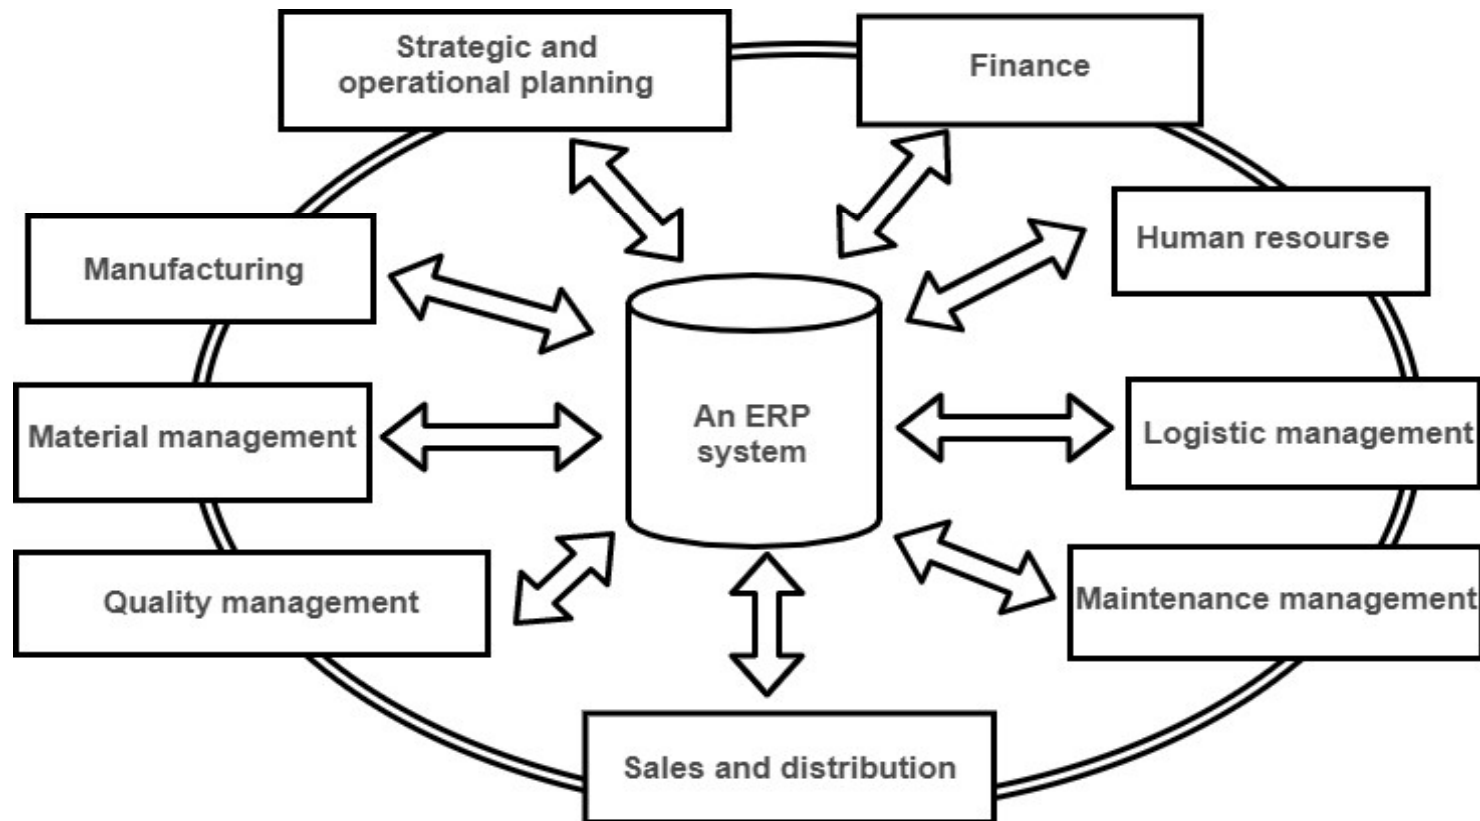 Strategic and
operational planning
Finance
Manufacturing
Human resourse
An ERP
system
Material management
Logistic management
Quality management
Maintenance management
Sales and distribution